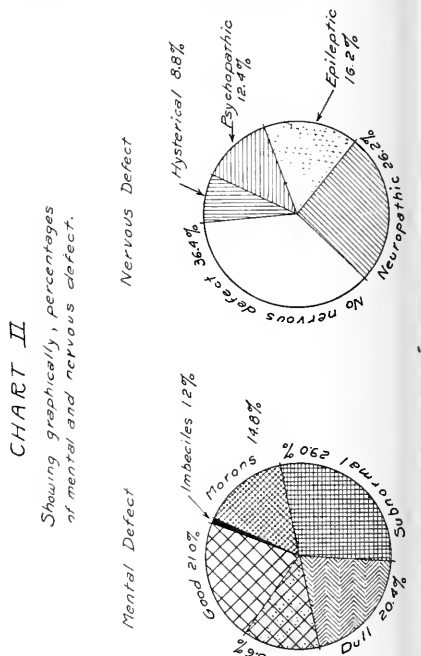 CHART II
Showing graphically, percentages
of mental and nervous defect.
Mental Defect
Imbeciles 1.2%
Morons 14.8%
Subnormal 29.0%
Dull 20.4%
Good 21.0%
Nervous Defect
Hysterical 8.8%
Psychopathic
12.4%
Epileptic
16.2%
Neuropathic 26.2%
No nervous defect 36.4%